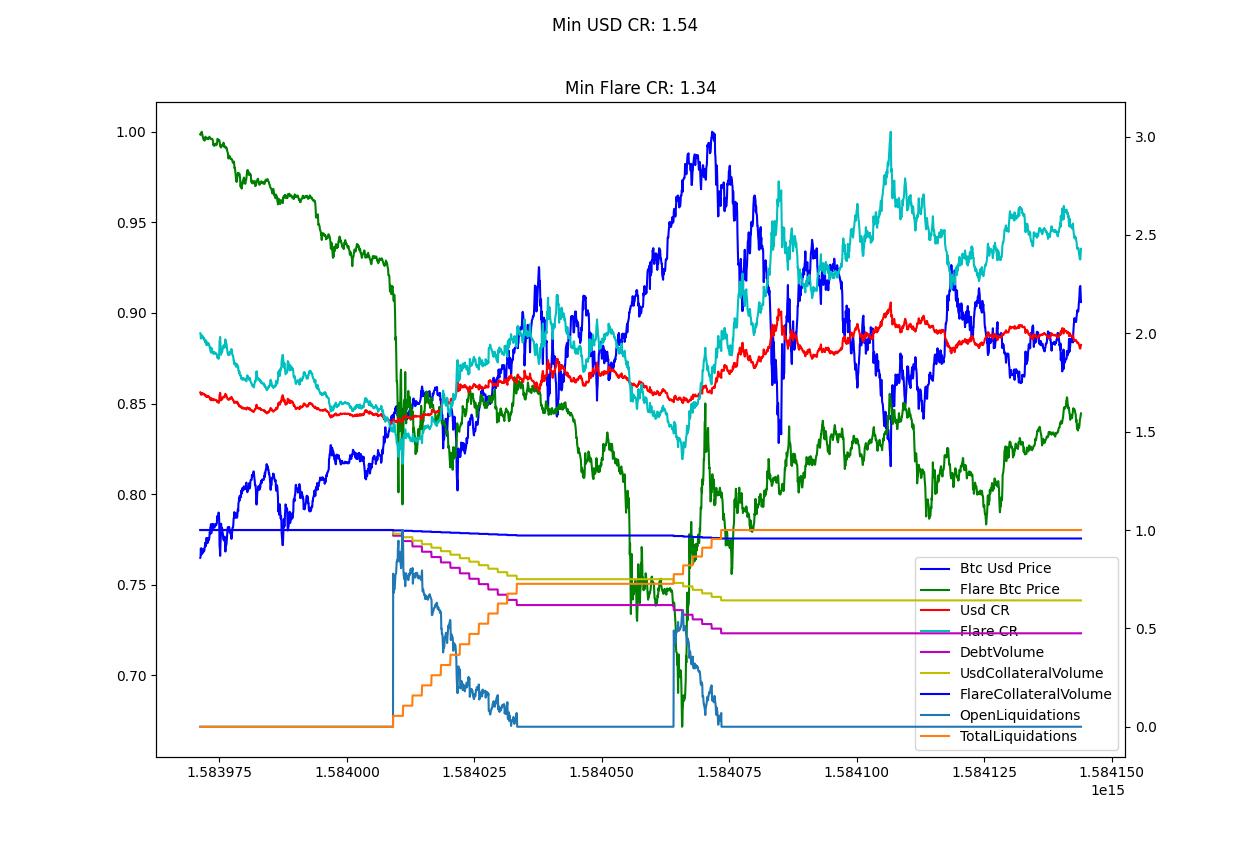 Min USD CR: 1.54
Min Flare CR: 1.34
1.00
0.95
0.90
0.85
0.80
0.75
0.70
3.0
2.5
2.0
1.5
1.0
0.5
0.0
Btc Usd Price
Flare Btc Price
Usd CR
Flare CR
DebtVolume
UsdCollateralVolume
FlareCollateralVolume
OpenLiquidations
TotalLiquidations
1.583975 1.584000 1.584025 1.584050 1.584075 1.584100 1.584125 1.584150
1e15